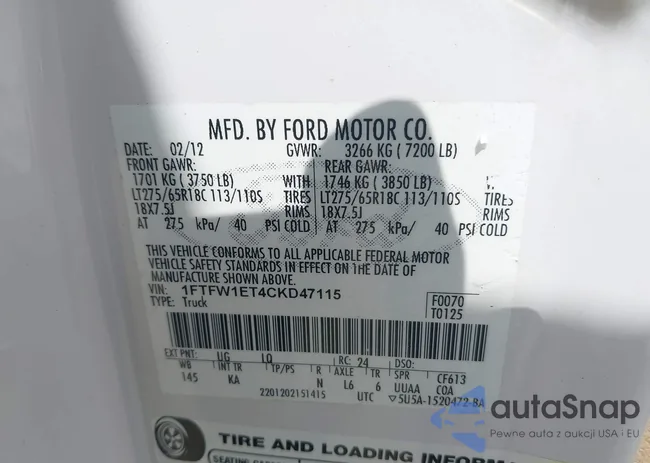 MFD. BY FORD MOTOR CO.
DATE: 02/12 GVWR: 3266 KG ( 7200 LB)
FRONT GAWR: REAR GAWR:
1701 KG ( 3750 LB) WITH 1746 KG ( 3850 LB)
LT275/65R18C 113/110S TIRES LT275/65R18C 113/110S TIRES
18X7.5J RIMS 18X7.5J RIMS
AT 275 kPa/ 40 PSI COLD AT 275 kPa/ 40 PSI COLD
THIS VEHICLE CONFORMS TO ALL APPLICABLE FEDERAL MOTOR
VEHICLE SAFETY STANDARDS IN EFFECT ON THE DATE OF
MANUFACTURE SHOWN ABOVE.
VIN: 1FTFW1ET4CKD47115
TYPE: Truck
F0070
T0125
EXT PNT: UG LQ RC: 24 DSO:
WB INT TR TP/PS R AXLE TR SPR CF613
145 KA N L6 6 UUAA COA
2201202151415 UTC ▽5U5A-1520472-BA
autoSnap
Pewne auta z aukcji USA i EU
TIRE AND LOADING INFORMA